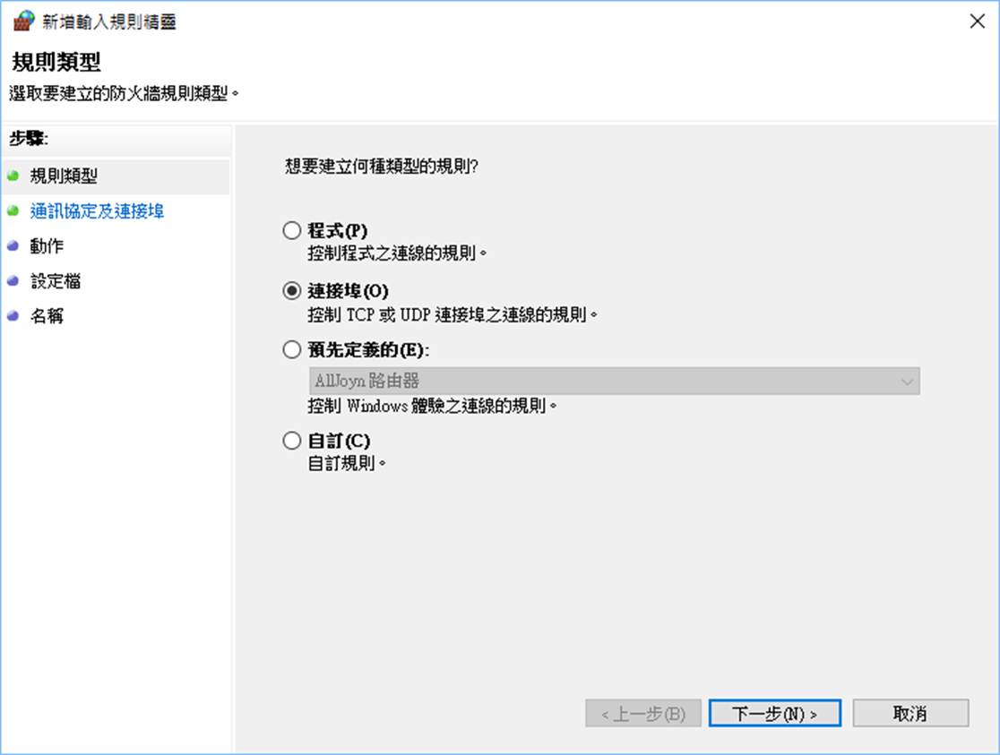 新增輸入規則精靈
規則類型
選取要建立的防火牆規則類型。
步驟:
規則類型
通訊協定及連接埠
動作
設定檔
名稱
想要建立何種類型的規則?
程式(P)
控制程式之連線的規則。
連接埠(O)
控制 TCP 或 UDP 連接埠之連線的規則。
預先定義的(E):
AllJoyn 路由器
控制 Windows 體驗之連線的規則。
自訂(C)
自訂規則。
< 上一步(B)
下一步(N) >
取消